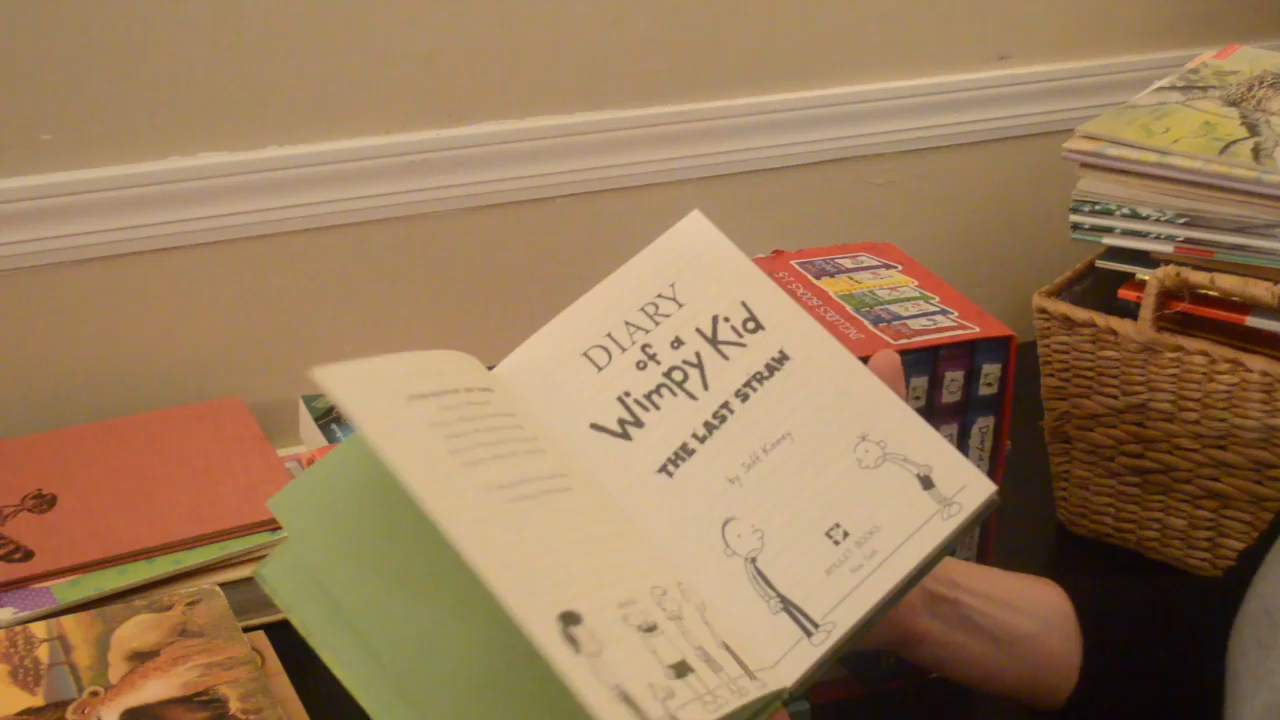 DIARY
of a
Wimpy Kid
THE LAST STRAW
by Jeff Kinney
AMULET BOOKS
New York
INCLUDES BOOKS 1-5